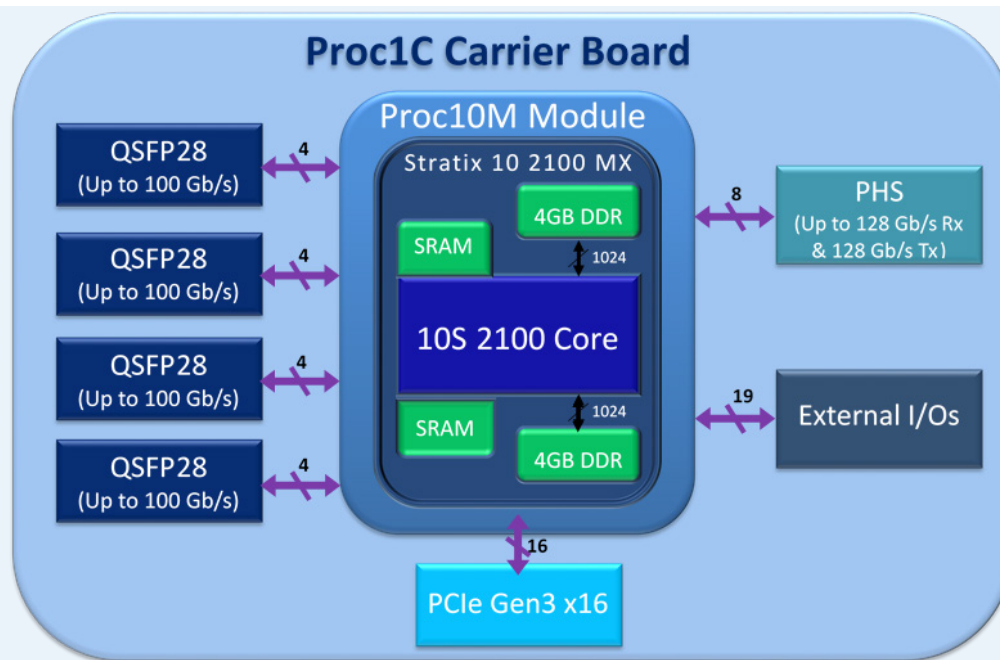 Proc1C Carrier Board
Proc10M Module
Stratix 10 2100 MX
QSFP28
(Up to 100 Gb/s)
4
QSFP28
(Up to 100 Gb/s)
4
QSFP28
(Up to 100 Gb/s)
4
QSFP28
(Up to 100 Gb/s)
4
4GB DDR
SRAM
1024
10S 2100 Core
1024
SRAM
4GB DDR
8
PHS
(Up to 128 Gb/s Rx
& 128 Gb/s Tx)
19
External I/Os
16
PCIe Gen3 x16